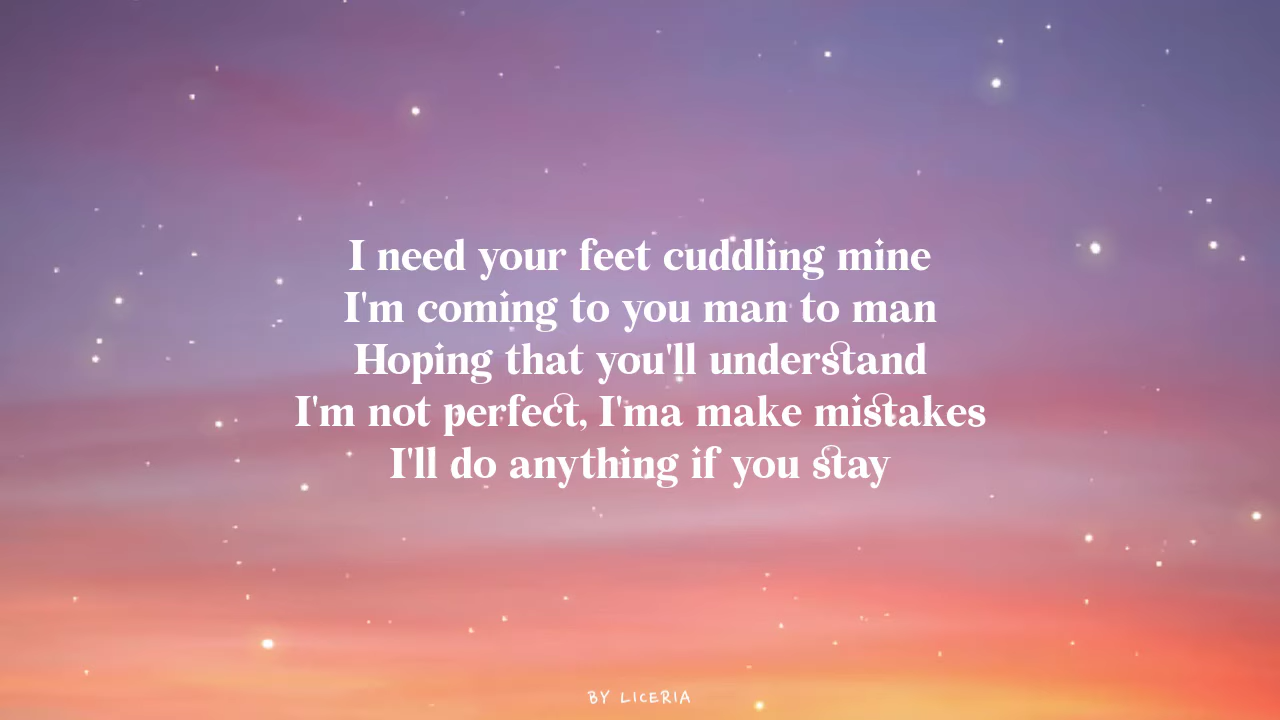 I need your feet cuddling mine
I'm coming to you man to man
Hoping that you'll understand
I'm not perfect, I'ma make mistakes
I'll do anything if you stay
BY LICERIA